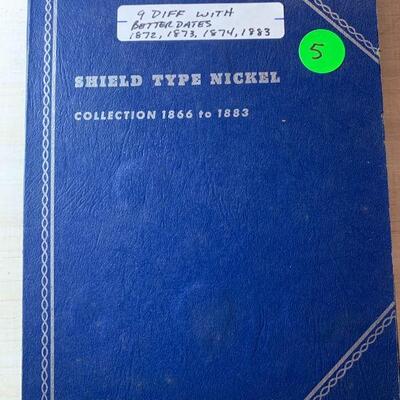 9 DIFF WITH
BETTER DATES
1872, 1873, 1874, 1883
5
SHIELD TYPE NICKEL
COLLECTION 1866 to 1883